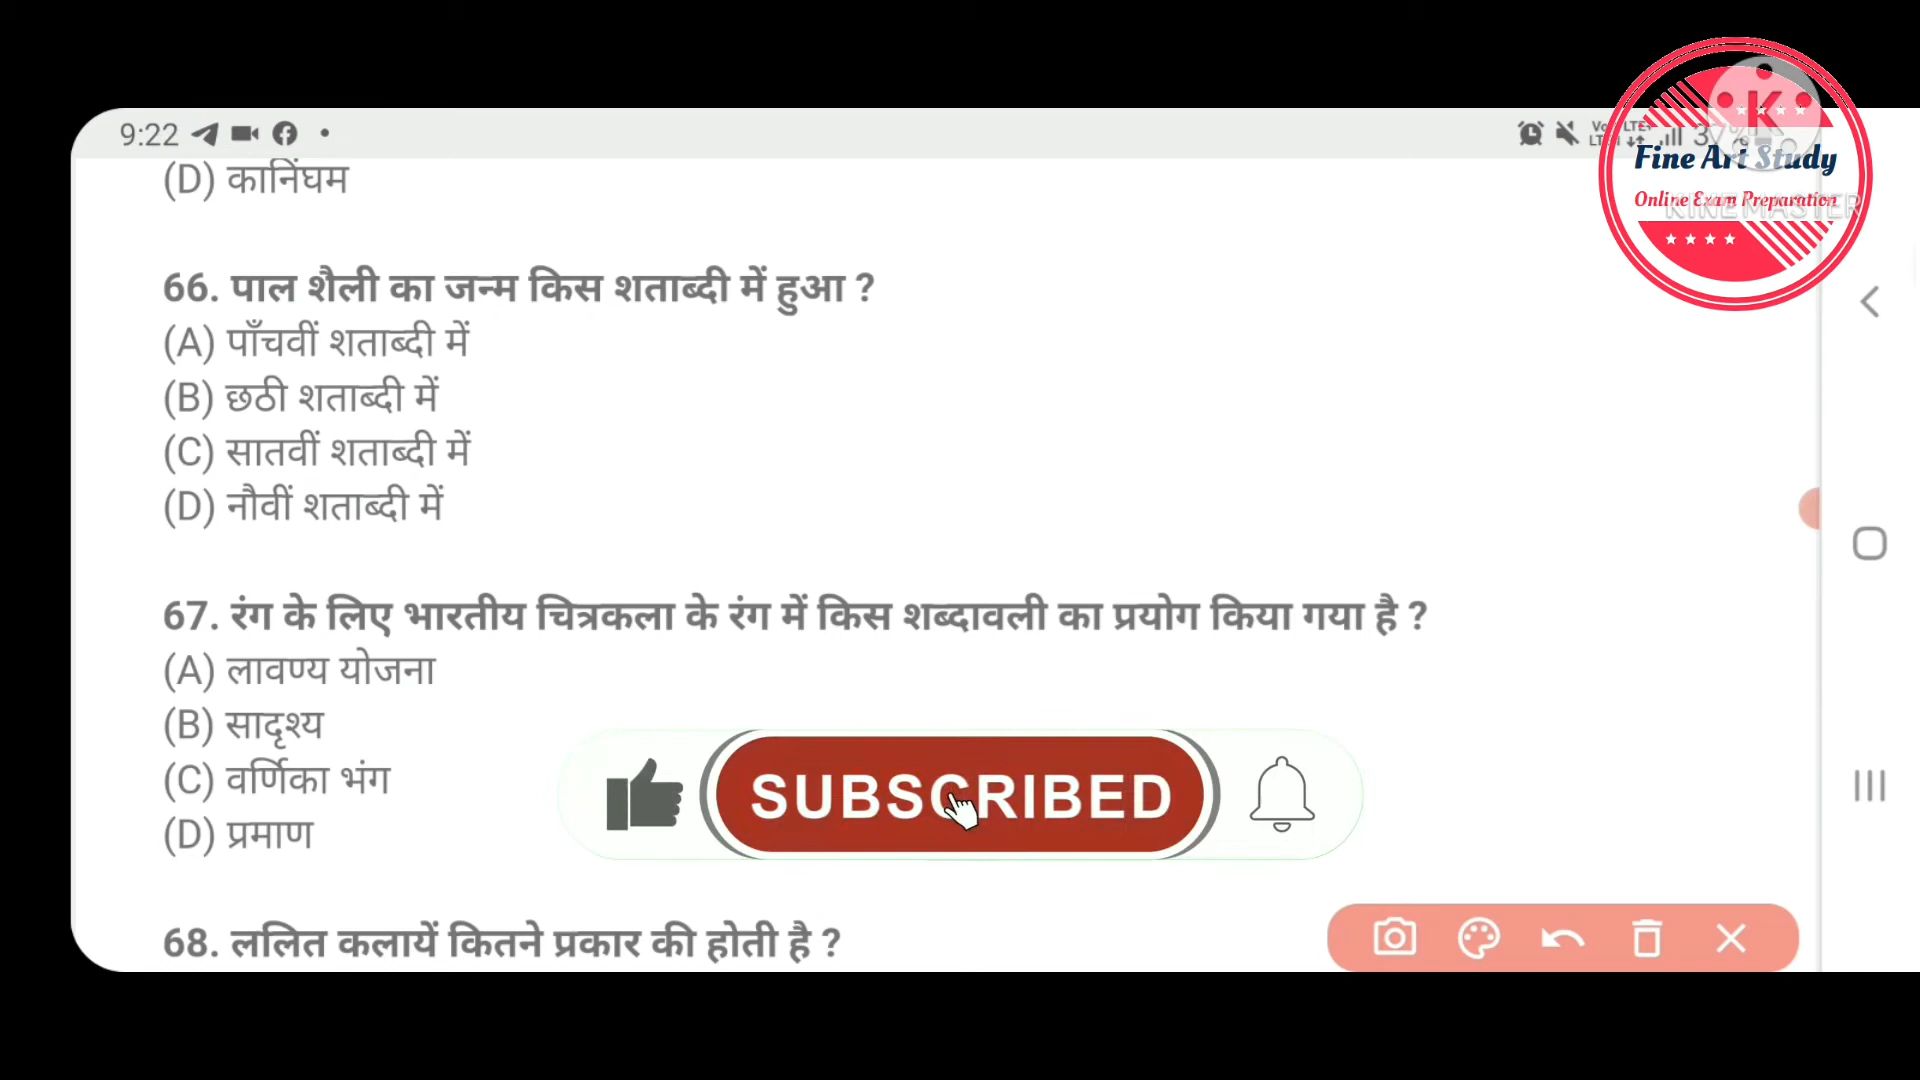 9:22
(D) कानिंघम
66. पाल शैली का जन्म किस शताब्दी में हुआ ?
(A) पाँचवीं शताब्दी में
(B) छठी शताब्दी में
(C) सातवीं शताब्दी में
(D) नौवीं शताब्दी में
67. रंग के लिए भारतीय चित्रकला के रंग में किस शब्दावली का प्रयोग किया गया है ?
(A) लावण्य योजना
(B) सादृश्य
(C) वर्णिका भंग
(D) प्रमाण
68. ललित कलायें कितने प्रकार की होती है ?
SUBSCRIBED
K
Fine Art Study
Online Exam Preparation
KINEMASTER